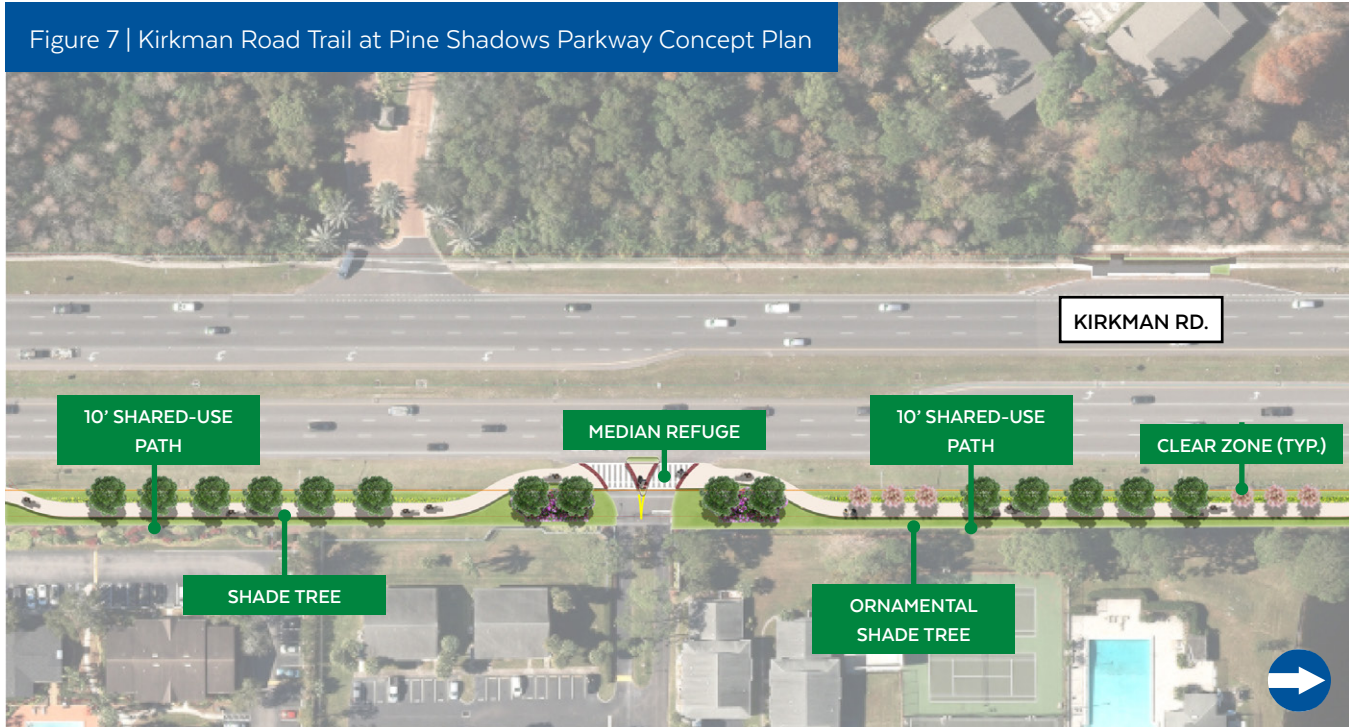 Figure 7 | Kirkman Road Trail at Pine Shadows Parkway Concept Plan
KIRKMAN RD.
10' SHARED-USE
PATH
MEDIAN REFUGE
10' SHARED-USE
PATH
CLEAR ZONE (TYP.)
SHADE TREE
ORNAMENTAL
SHADE TREE